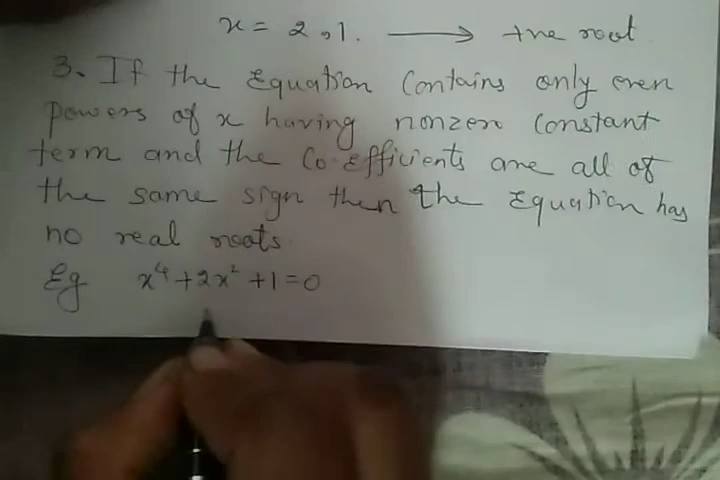 x = 2, 1. ⟶ +ve root
3. If the Equation Contains only even
powers of x having nonzero Constant
term and the Co-efficients are all of
the same sign then the Equation has
no real roots.
Eg x⁴ + 2x² + 1 = 0